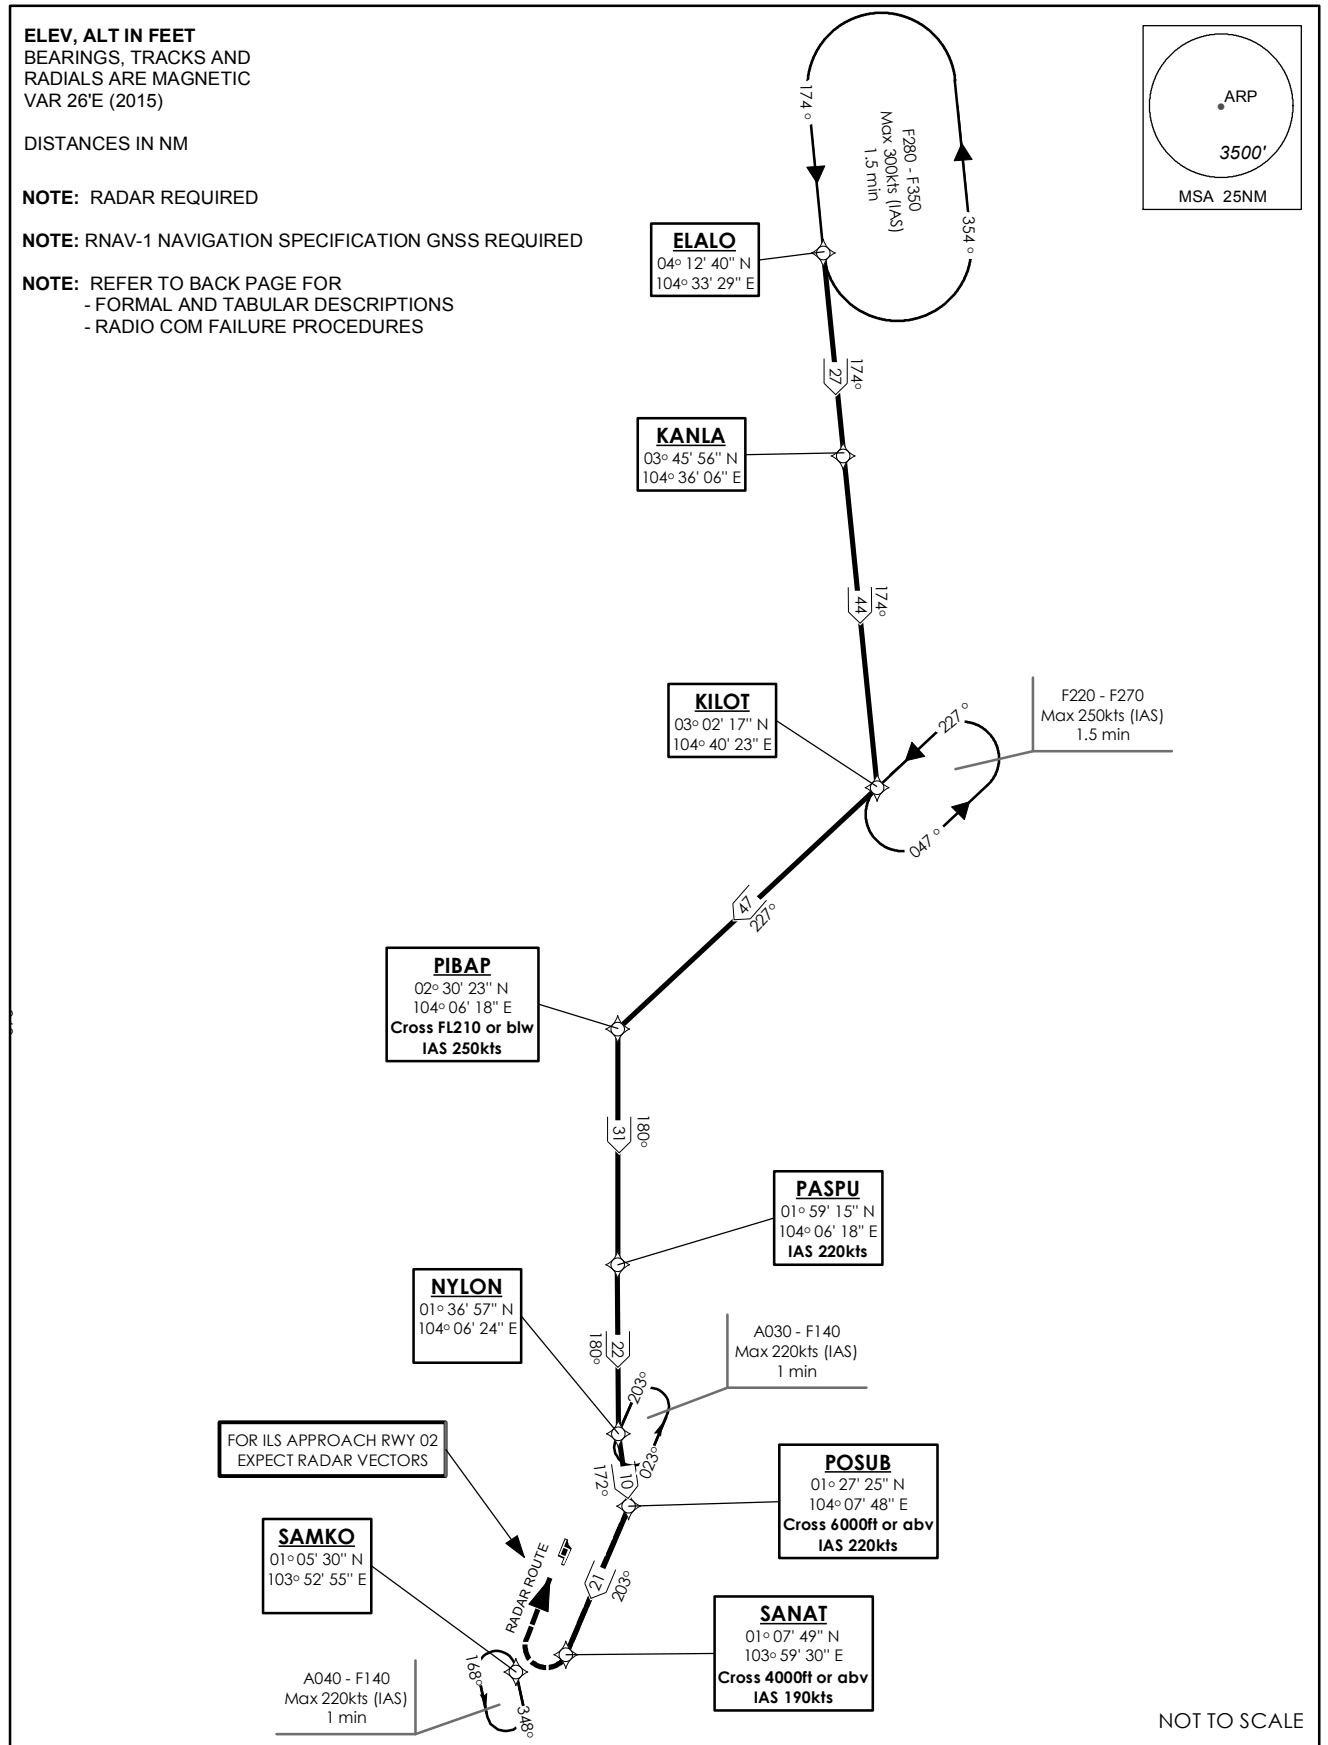 ELEV, ALT IN FEET
BEARINGS, TRACKS AND
RADIALS ARE MAGNETIC
VAR 26'E (2015)
DISTANCES IN NM
NOTE: RADAR REQUIRED
NOTE: RNAV-1 NAVIGATION SPECIFICATION GNSS REQUIRED
NOTE: REFER TO BACK PAGE FOR
- FORMAL AND TABULAR DESCRIPTIONS
- RADIO COM FAILURE PROCEDURES
ARP
3500'
MSA 25NM
174°
F280 - F350
Max 300kts (IAS)
1.5 min
354°
ELALO
04° 12' 40" N
104° 33' 29" E
27
174°
KANLA
03° 45' 56" N
104° 36' 06" E
44
174°
KILOT
03° 02' 17" N
104° 40' 23" E
227°
047°
F220 - F270
Max 250kts (IAS)
1.5 min
47
227°
PIBAP
02° 30' 23" N
104° 06' 18" E
Cross FL210 or blw
IAS 250kts
31
180°
PASPU
01° 59' 15" N
104° 06' 18" E
IAS 220kts
NYLON
01° 36' 57" N
104° 06' 24" E
22
180°
203°
023°
A030 - F140
Max 220kts (IAS)
1 min
10
172°
FOR ILS APPROACH RWY 02
EXPECT RADAR VECTORS
POSUB
01° 27' 25" N
104° 07' 48" E
Cross 6000ft or abv
IAS 220kts
SAMKO
01° 05' 30" N
103° 52' 55" E
RADAR ROUTE
21
203°
SANAT
01° 07' 49" N
103° 59' 30" E
Cross 4000ft or abv
IAS 190kts
168°
348°
A040 - F140
Max 220kts (IAS)
1 min
NOT TO SCALE